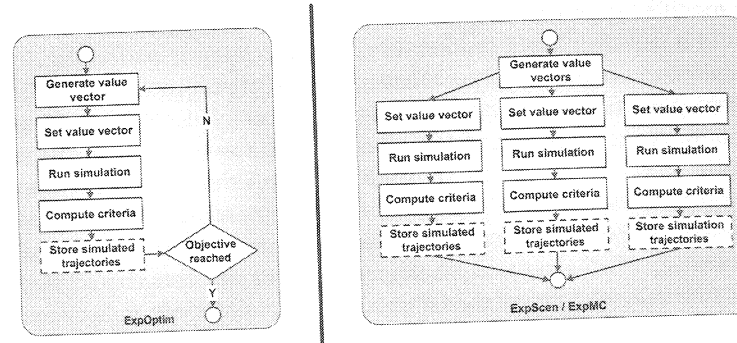 Generate value
vector
Set value vector
Run simulation
Compute criteria
Store simulated
trajectories
Objective
reached
N
Y
ExpOptim
Generate value
vectors
Set value vector
Run simulation
Compute criteria
Store simulated
trajectories
Set value vector
Run simulation
Compute criteria
Store simulated
trajectories
Set value vector
Run simulation
Compute criteria
Store simulation
trajectories
ExpScen / ExpMC